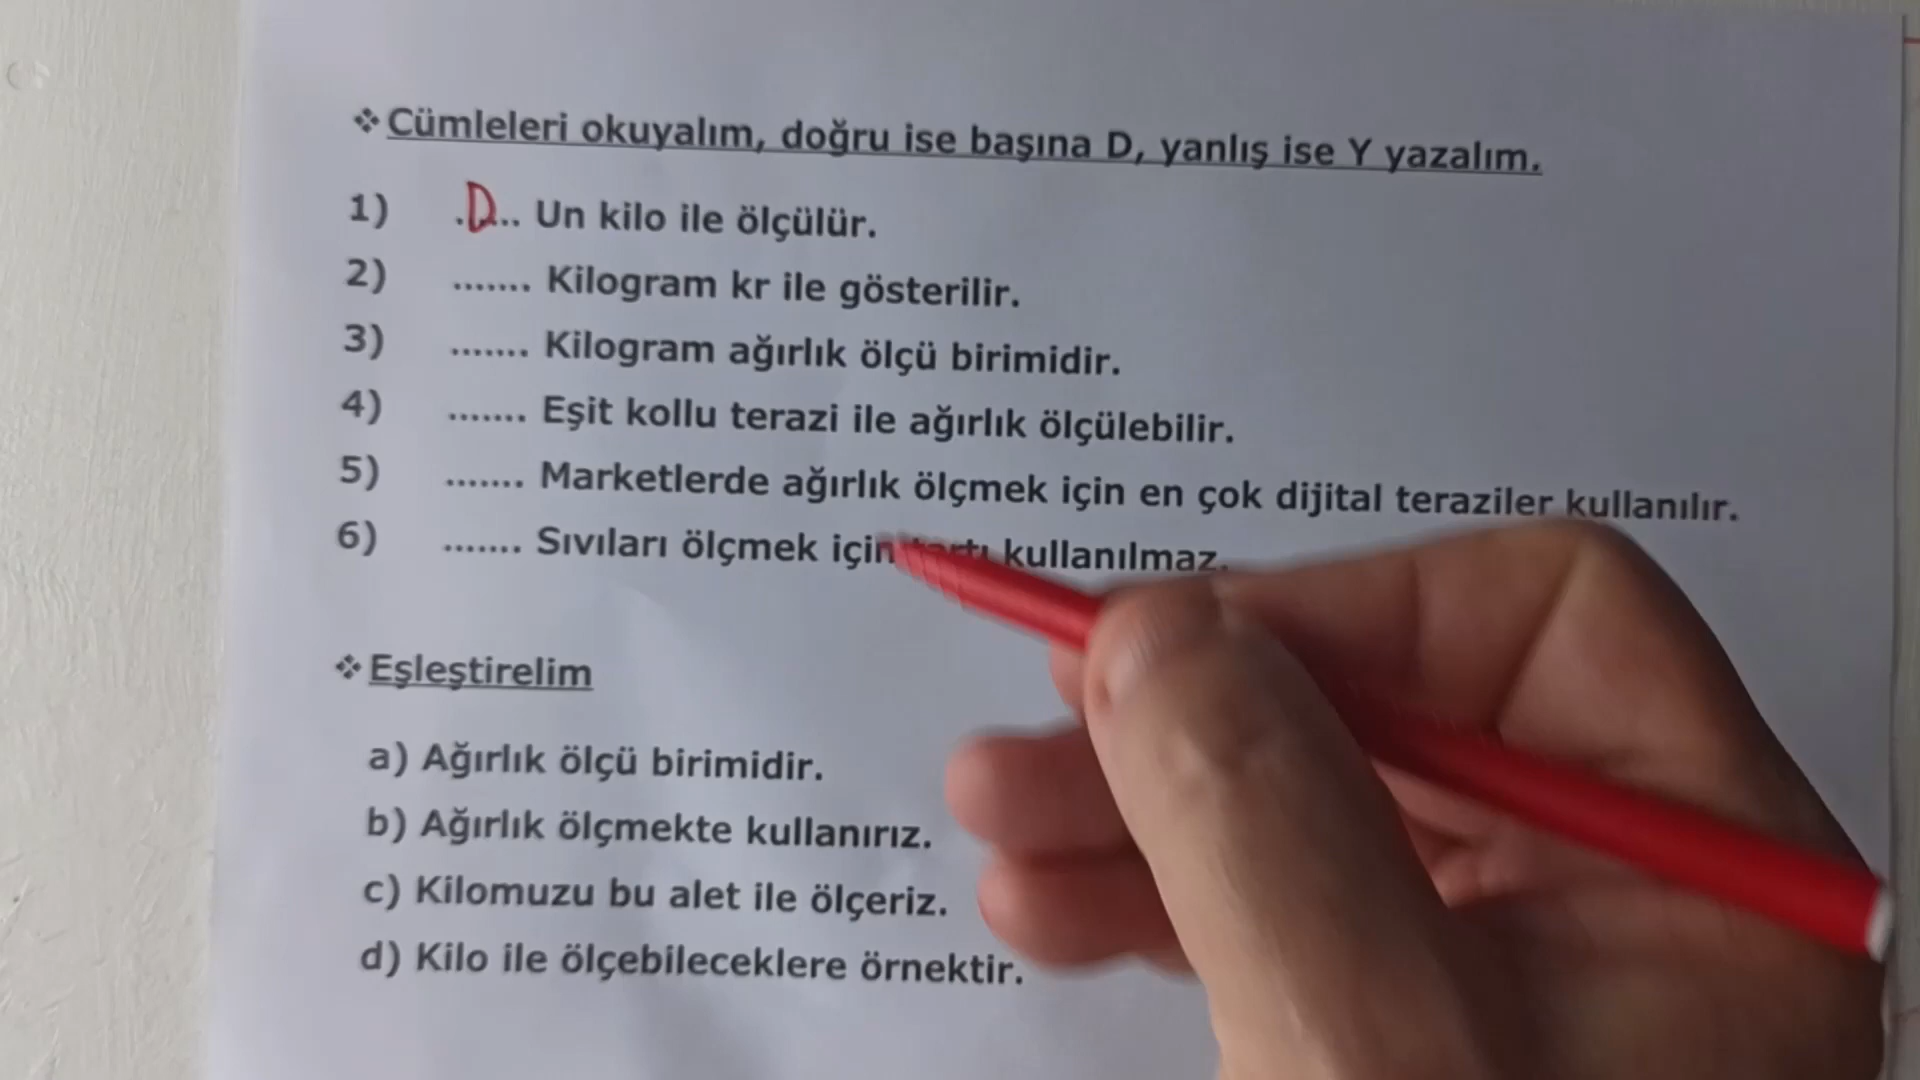 ❖ Cümleleri okuyalım, doğru ise başına D, yanlış ise Y yazalım.
1) .D... Un kilo ile ölçülür.
2) ....... Kilogram kr ile gösterilir.
3) ....... Kilogram ağırlık ölçü birimidir.
4) ....... Eşit kollu terazi ile ağırlık ölçülebilir.
5) ....... Marketlerde ağırlık ölçmek için en çok dijital teraziler kullanılır.
6) ....... Sıvıları ölçmek için tartı kullanılmaz.
❖ Eşleştirelim
a) Ağırlık ölçü birimidir.
b) Ağırlık ölçmekte kullanırız.
c) Kilomuzu bu alet ile ölçeriz.
d) Kilo ile ölçebileceklere örnektir.